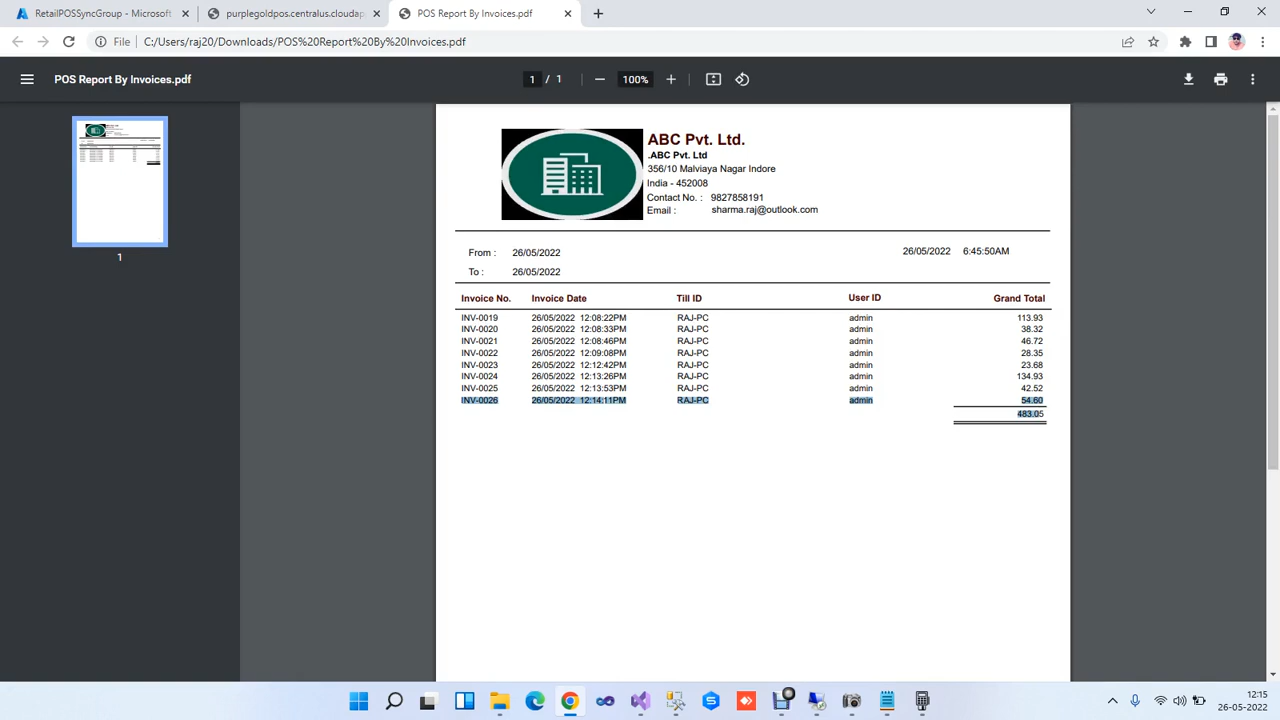 RetailPOSSyncGroup - Microsoft
purplegoldpos.centralus.cloudap
POS Report By Invoices.pdf
File
C:/Users/raj20/Downloads/POS%20Report%20By%20Invoices.pdf
POS Report By Invoices.pdf
1 / 1
100%
1
ABC Pvt. Ltd.
.ABC Pvt. Ltd
356/10 Malviaya Nagar Indore
India - 452008
Contact No. : 9827858191
Email : sharma.raj@outlook.com
From : 26/05/2022 26/05/2022 6:45:50AM
To : 26/05/2022
Invoice No. Invoice Date Till ID User ID Grand Total
INV-0019 26/05/2022 12:08:22PM RAJ-PC admin 113.93
INV-0020 26/05/2022 12:08:33PM RAJ-PC admin 38.32
INV-0021 26/05/2022 12:08:46PM RAJ-PC admin 46.72
INV-0022 26/05/2022 12:09:08PM RAJ-PC admin 28.35
INV-0023 26/05/2022 12:12:42PM RAJ-PC admin 23.68
INV-0024 26/05/2022 12:13:26PM RAJ-PC admin 134.93
INV-0025 26/05/2022 12:13:53PM RAJ-PC admin 42.52
INV-0026 26/05/2022 12:14:11PM RAJ-PC admin 54.60
483.05
12:15
26-05-2022